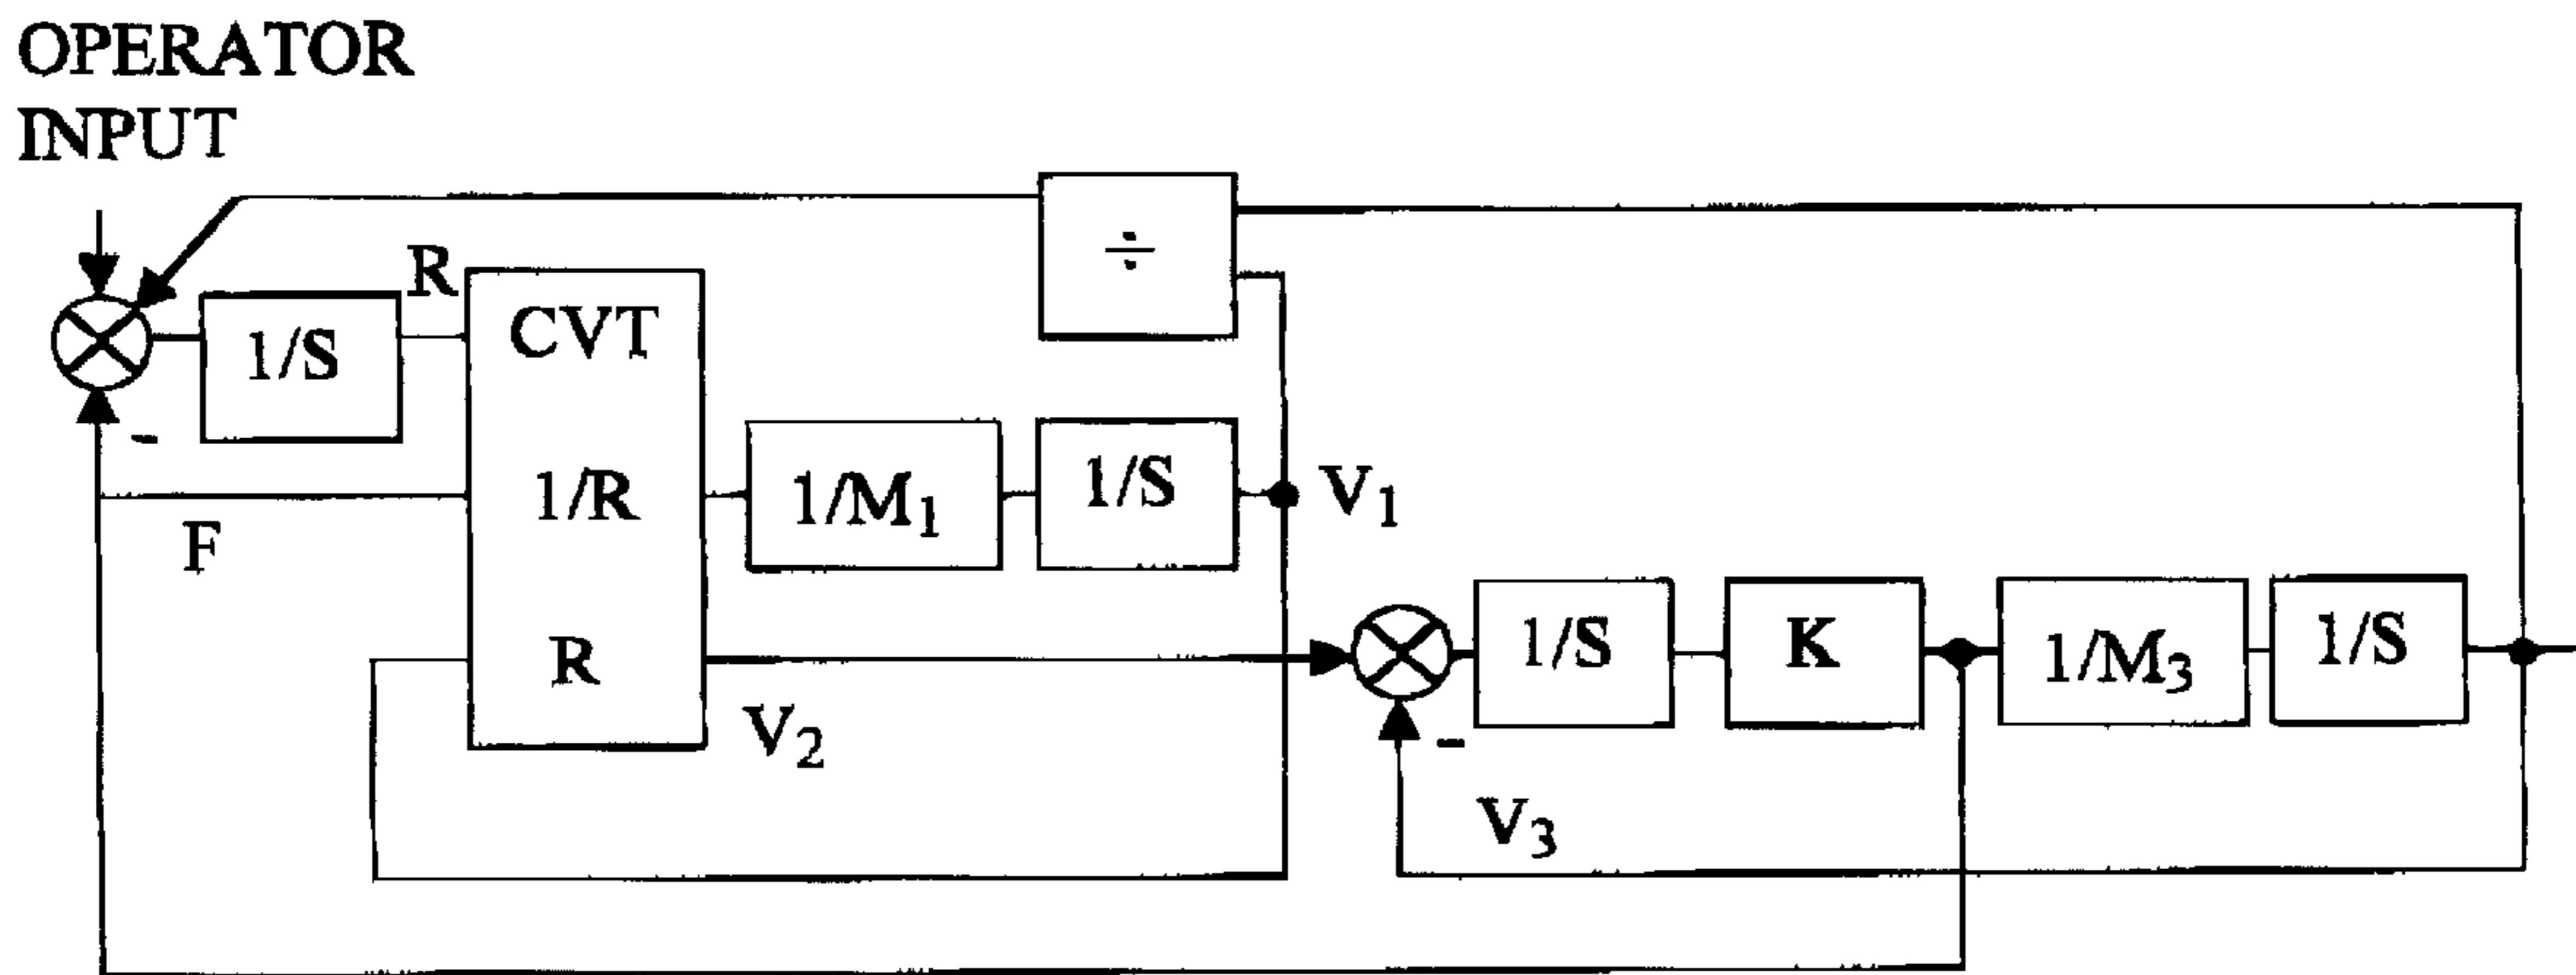 OPERATOR
INPUT
÷
R
CVT
1/S
-
1/R
1/M₁
1/S
V₁
F
R
V₂
1/S
K
1/M₃
1/S
-
V₃